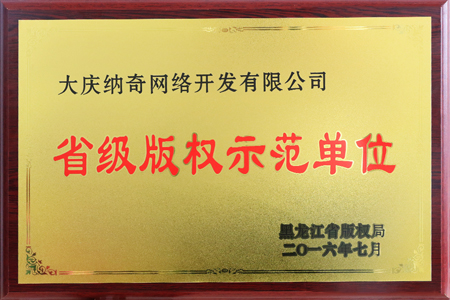 大庆纳奇网络开发有限公司
省级版权示范单位
黑龙江省版权局
二〇一六年七月